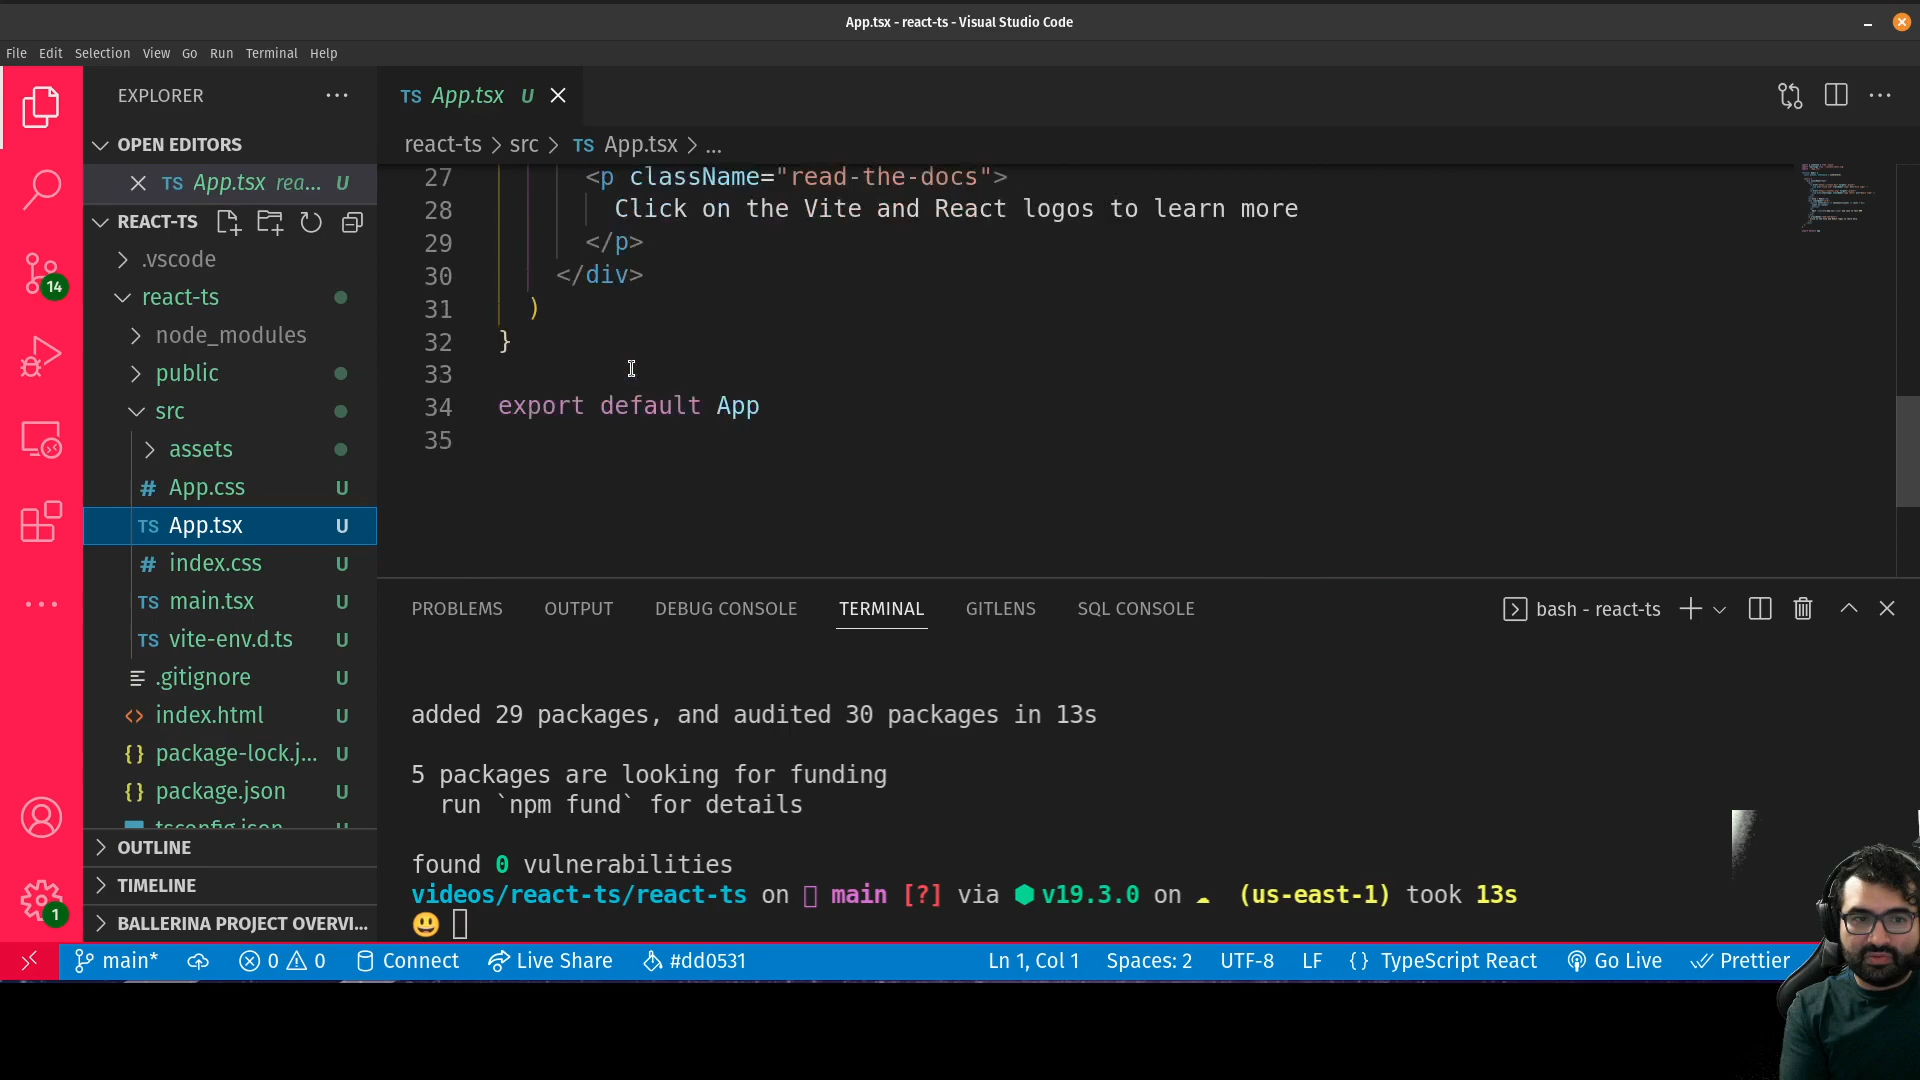 App.tsx - react-ts - Visual Studio Code
File Edit Selection View Go Run Terminal Help
EXPLORER
OPEN EDITORS
TS App.tsx rea... U
REACT-TS
.vscode
react-ts
node_modules
public
src
assets
# App.css U
TS App.tsx U
# index.css U
TS main.tsx U
TS vite-env.d.ts U
.gitignore U
<> index.html U
{} package-lock.j... U
{} package.json U
tsconfig.json U
OUTLINE
TIMELINE
BALLERINA PROJECT OVERVI...
14
1
TS App.tsx U
react-ts > src > TS App.tsx > ...
27 <p className="read-the-docs">
28 Click on the Vite and React logos to learn more
29 </p>
30 </div>
31 )
32 }
33
34 export default App
35
PROBLEMS OUTPUT DEBUG CONSOLE TERMINAL GITLENS SQL CONSOLE bash - react-ts
added 29 packages, and audited 30 packages in 13s
5 packages are looking for funding
run `npm fund` for details
found 0 vulnerabilities
videos/react-ts/react-ts on main [?] via v19.3.0 on (us-east-1) took 13s
main* 0 0 Connect Live Share #dd0531 Ln 1, Col 1 Spaces: 2 UTF-8 LF {} TypeScript React Go Live Prettier